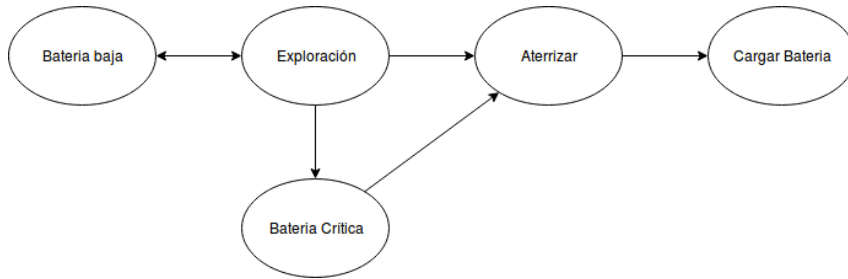 Bateria baja
Exploración
Aterrizar
Cargar Bateria
Bateria Crítica